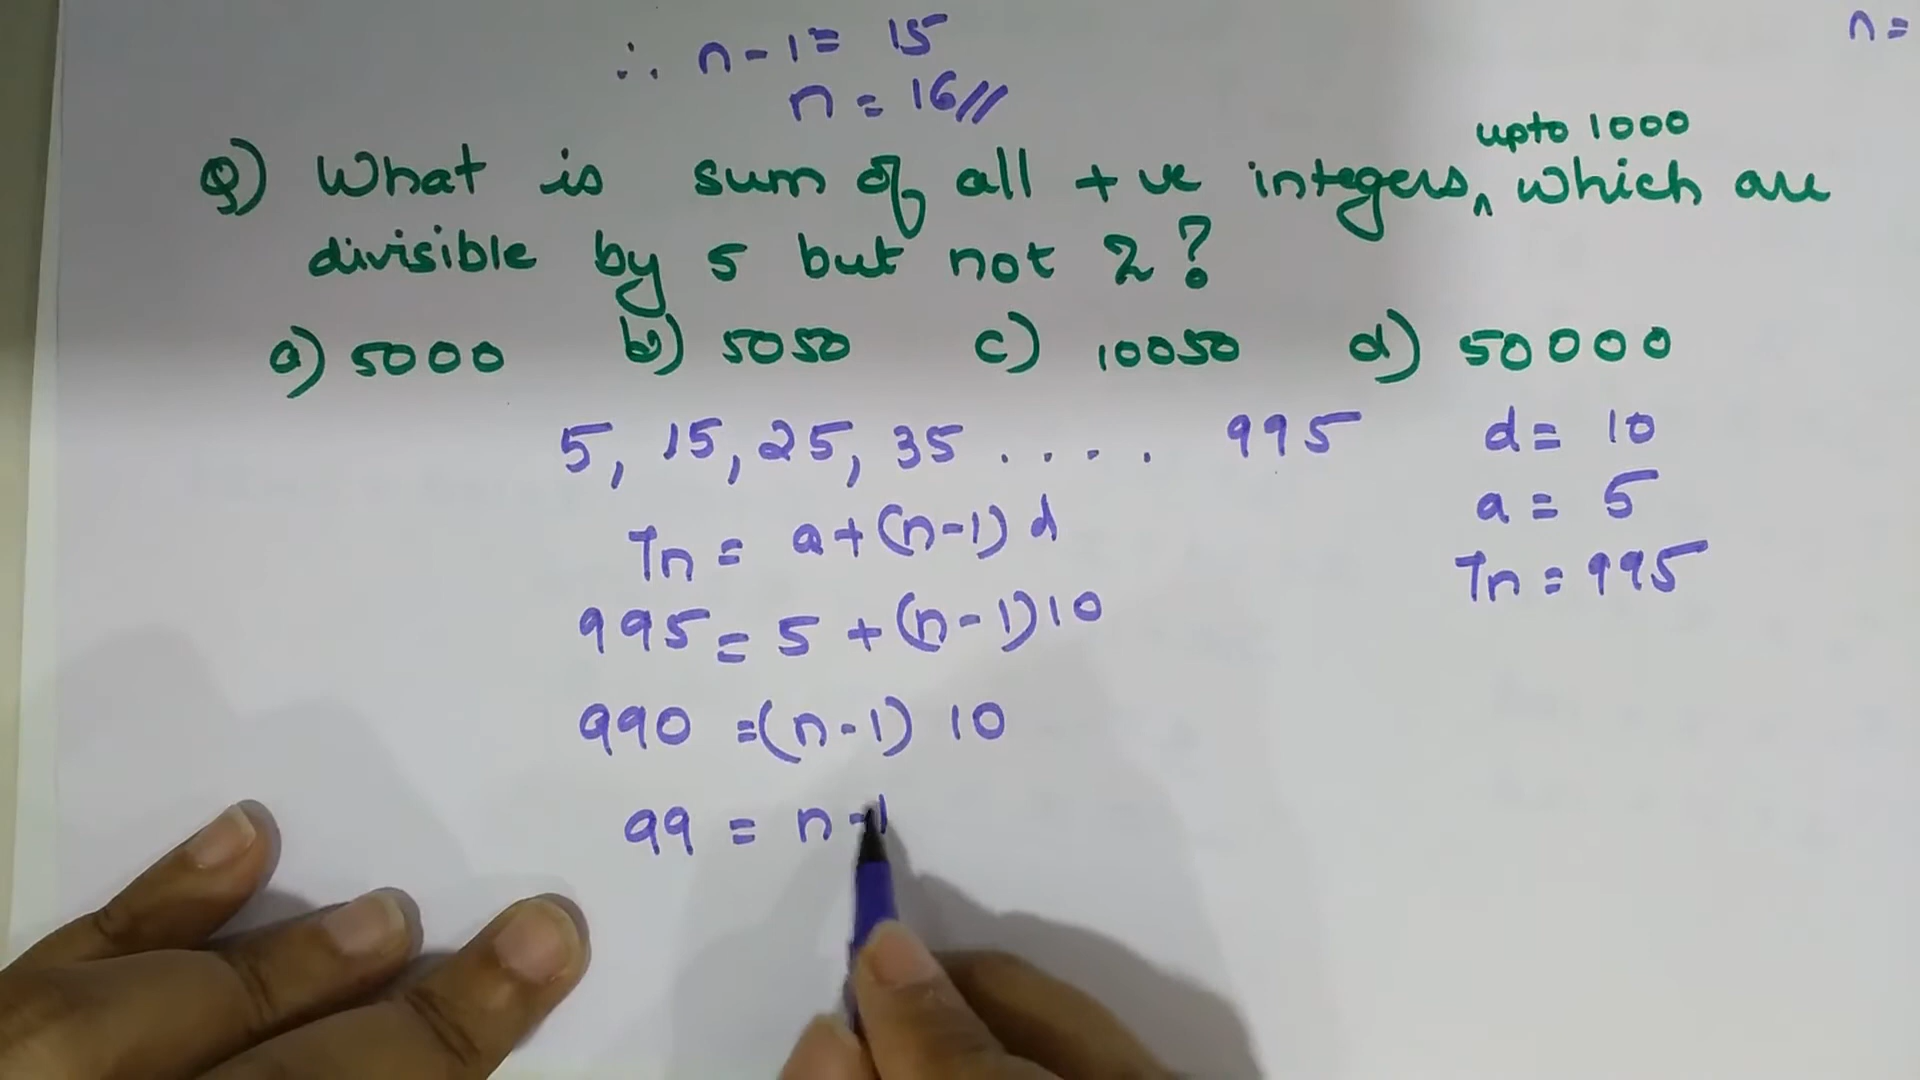 ∴ n-1 = 15
n = 16//
n =
upto 1000
Q) What is sum of all +ve integers, ^ which are
divisible by 5 but not 2?
a) 5000 b) 5050 c) 10050 d) 50000
5, 15, 25, 35 .... 995
d = 10
a = 5
Tn = 995
Tn = a+(n-1) d
995 = 5 + (n-1)10
990 =(n-1) 10
99 = n-1